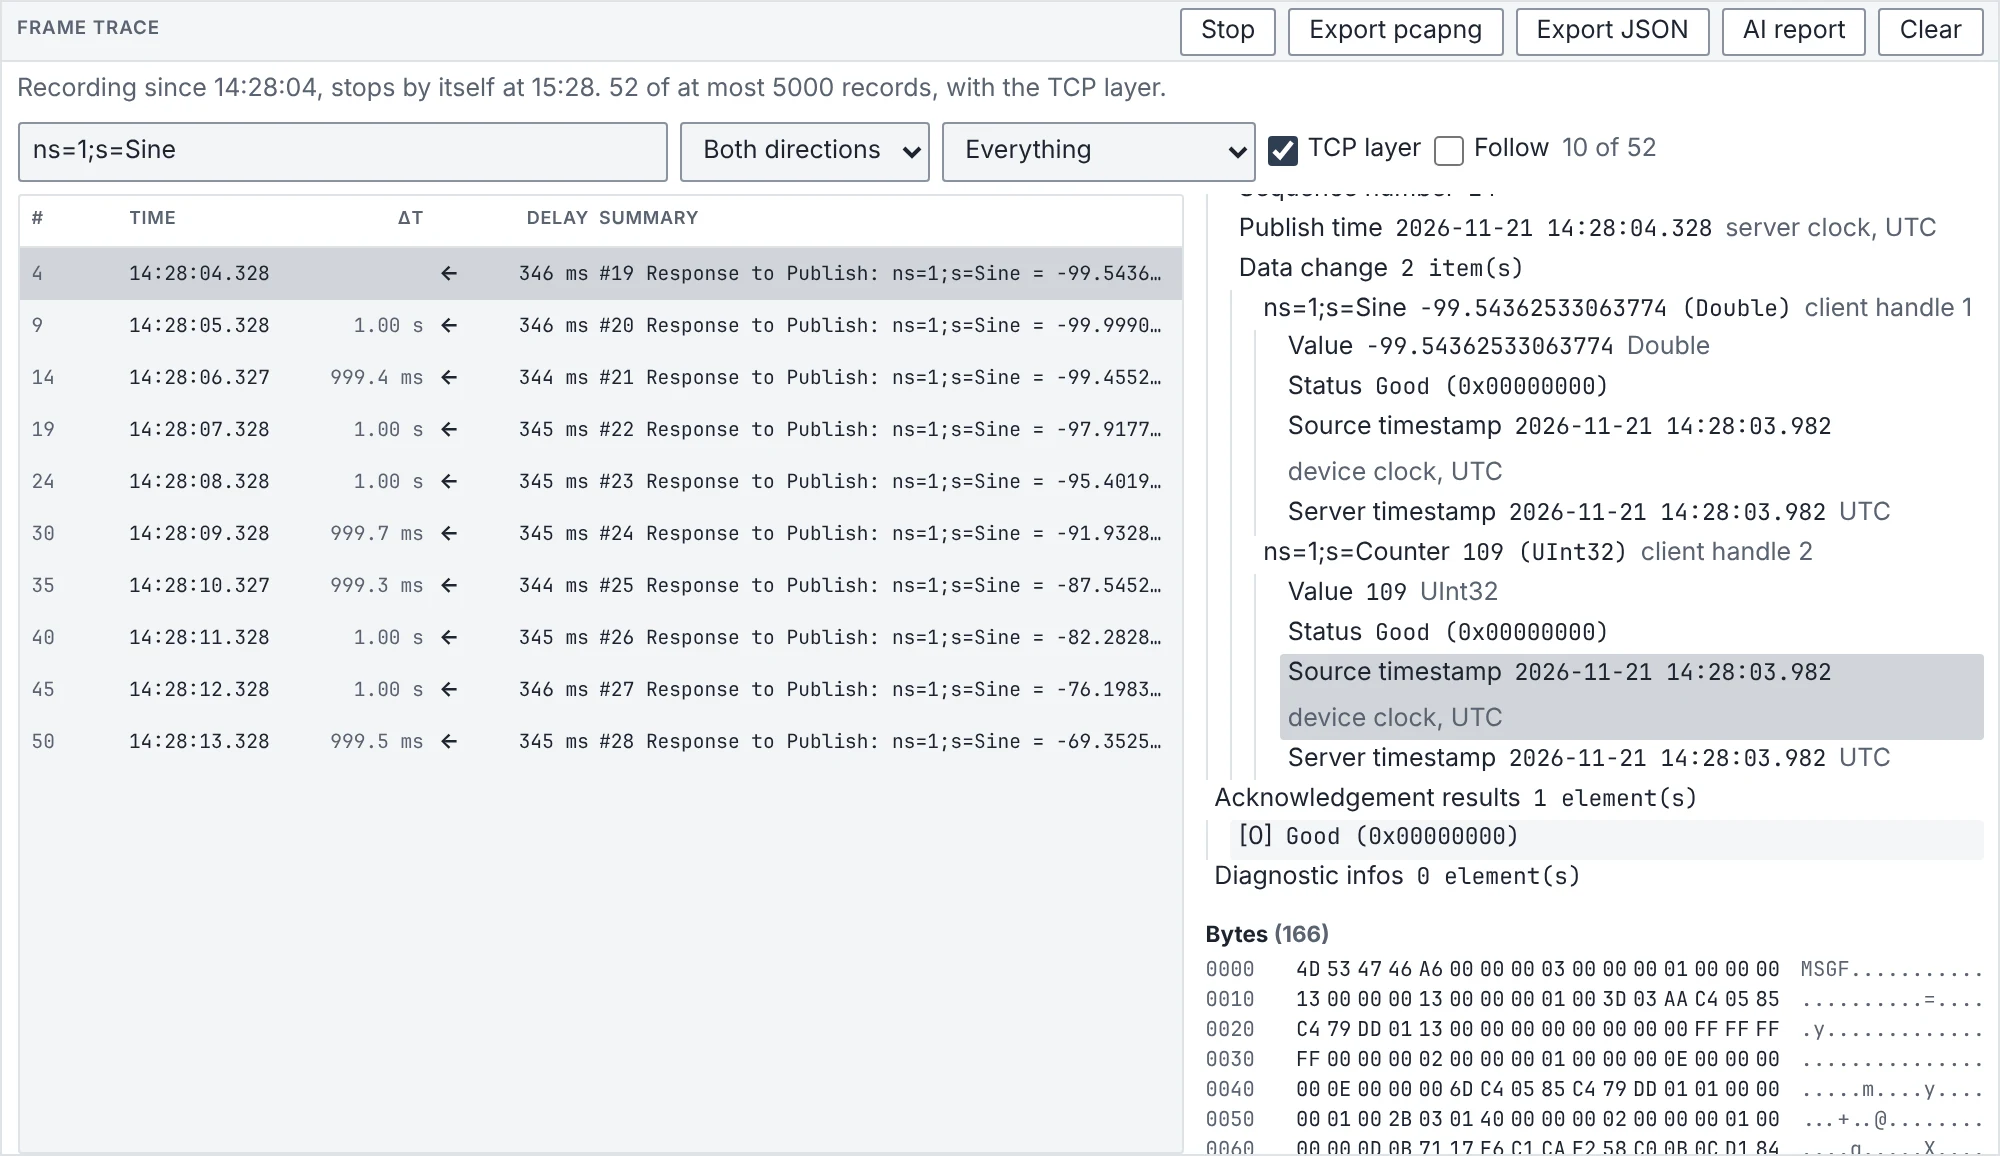 FRAME TRACE
Stop
Export pcapng
Export JSON
AI report
Clear
Recording since 14:28:04, stops by itself at 15:28. 52 of at most 5000 records, with the TCP layer.
ns=1;s=Sine
Both directions
Everything
TCP layer
Follow
10 of 52
# TIME ΔT DELAY SUMMARY
4 14:28:04.328 ← 346 ms #19 Response to Publish: ns=1;s=Sine = -99.5436…
9 14:28:05.328 1.00 s ← 346 ms #20 Response to Publish: ns=1;s=Sine = -99.9990…
14 14:28:06.327 999.4 ms ← 344 ms #21 Response to Publish: ns=1;s=Sine = -99.4552…
19 14:28:07.328 1.00 s ← 345 ms #22 Response to Publish: ns=1;s=Sine = -97.9177…
24 14:28:08.328 1.00 s ← 345 ms #23 Response to Publish: ns=1;s=Sine = -95.4019…
30 14:28:09.328 999.7 ms ← 345 ms #24 Response to Publish: ns=1;s=Sine = -91.9328…
35 14:28:10.327 999.3 ms ← 344 ms #25 Response to Publish: ns=1;s=Sine = -87.5452…
40 14:28:11.328 1.00 s ← 345 ms #26 Response to Publish: ns=1;s=Sine = -82.2828…
45 14:28:12.328 1.00 s ← 346 ms #27 Response to Publish: ns=1;s=Sine = -76.1983…
50 14:28:13.328 999.5 ms ← 345 ms #28 Response to Publish: ns=1;s=Sine = -69.3525…
Sequence number 14
Publish time 2026-11-21 14:28:04.328 server clock, UTC
Data change 2 item(s)
ns=1;s=Sine -99.54362533063774 (Double) client handle 1
Value -99.54362533063774 Double
Status Good (0x00000000)
Source timestamp 2026-11-21 14:28:03.982
device clock, UTC
Server timestamp 2026-11-21 14:28:03.982 UTC
ns=1;s=Counter 109 (UInt32) client handle 2
Value 109 UInt32
Status Good (0x00000000)
Source timestamp 2026-11-21 14:28:03.982
device clock, UTC
Server timestamp 2026-11-21 14:28:03.982 UTC
Acknowledgement results 1 element(s)
[0] Good (0x00000000)
Diagnostic infos 0 element(s)
Bytes (166)
0000 4D 53 47 46 A6 00 00 00 03 00 00 00 01 00 00 00 MSGF............
0010 13 00 00 00 13 00 00 00 01 00 3D 03 AA C4 05 85 ..........=.....
0020 C4 79 DD 01 13 00 00 00 00 00 00 00 00 FF FF FF .y..............
0030 FF 00 00 00 02 00 00 00 01 00 00 00 0E 00 00 00 ................
0040 00 0E 00 00 00 6D C4 05 85 C4 79 DD 01 01 00 00 .....m....y.....
0050 00 01 00 2B 03 01 40 00 00 00 02 00 00 00 01 00 ...+..@.........
0060 00 00 0D 0B 71 17 E6 C1 CA E2 58 C0 0B 0C D1 84 ....q.....X.....